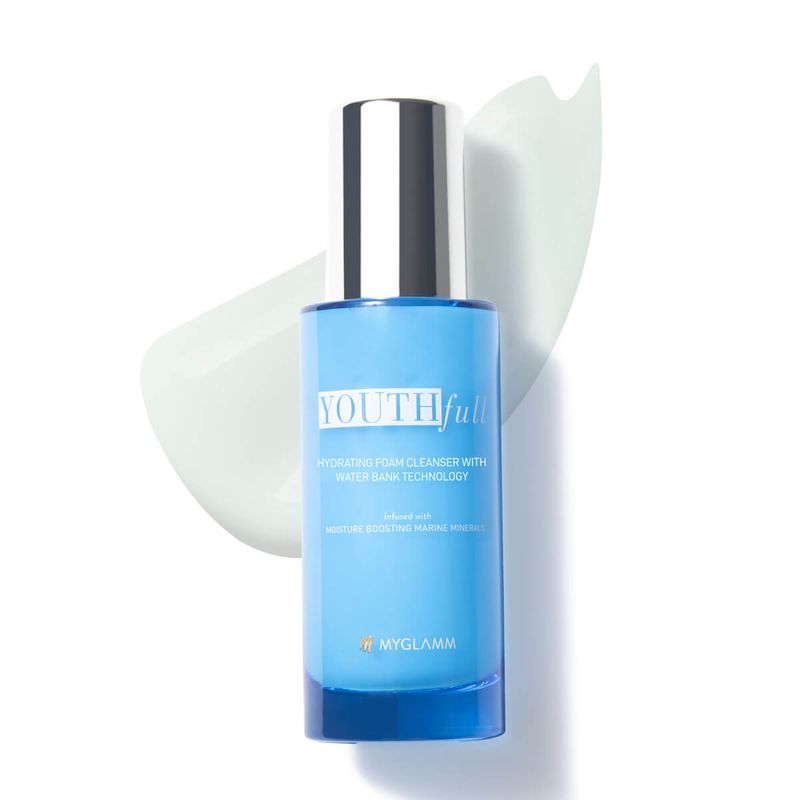 YOUTHfull
HYDRATING FOAM CLEANSER WITH
WATER BANK TECHNOLOGY
Infused with
MOISTURE BOOSTING MARINE MINERALS
MYGLAMM